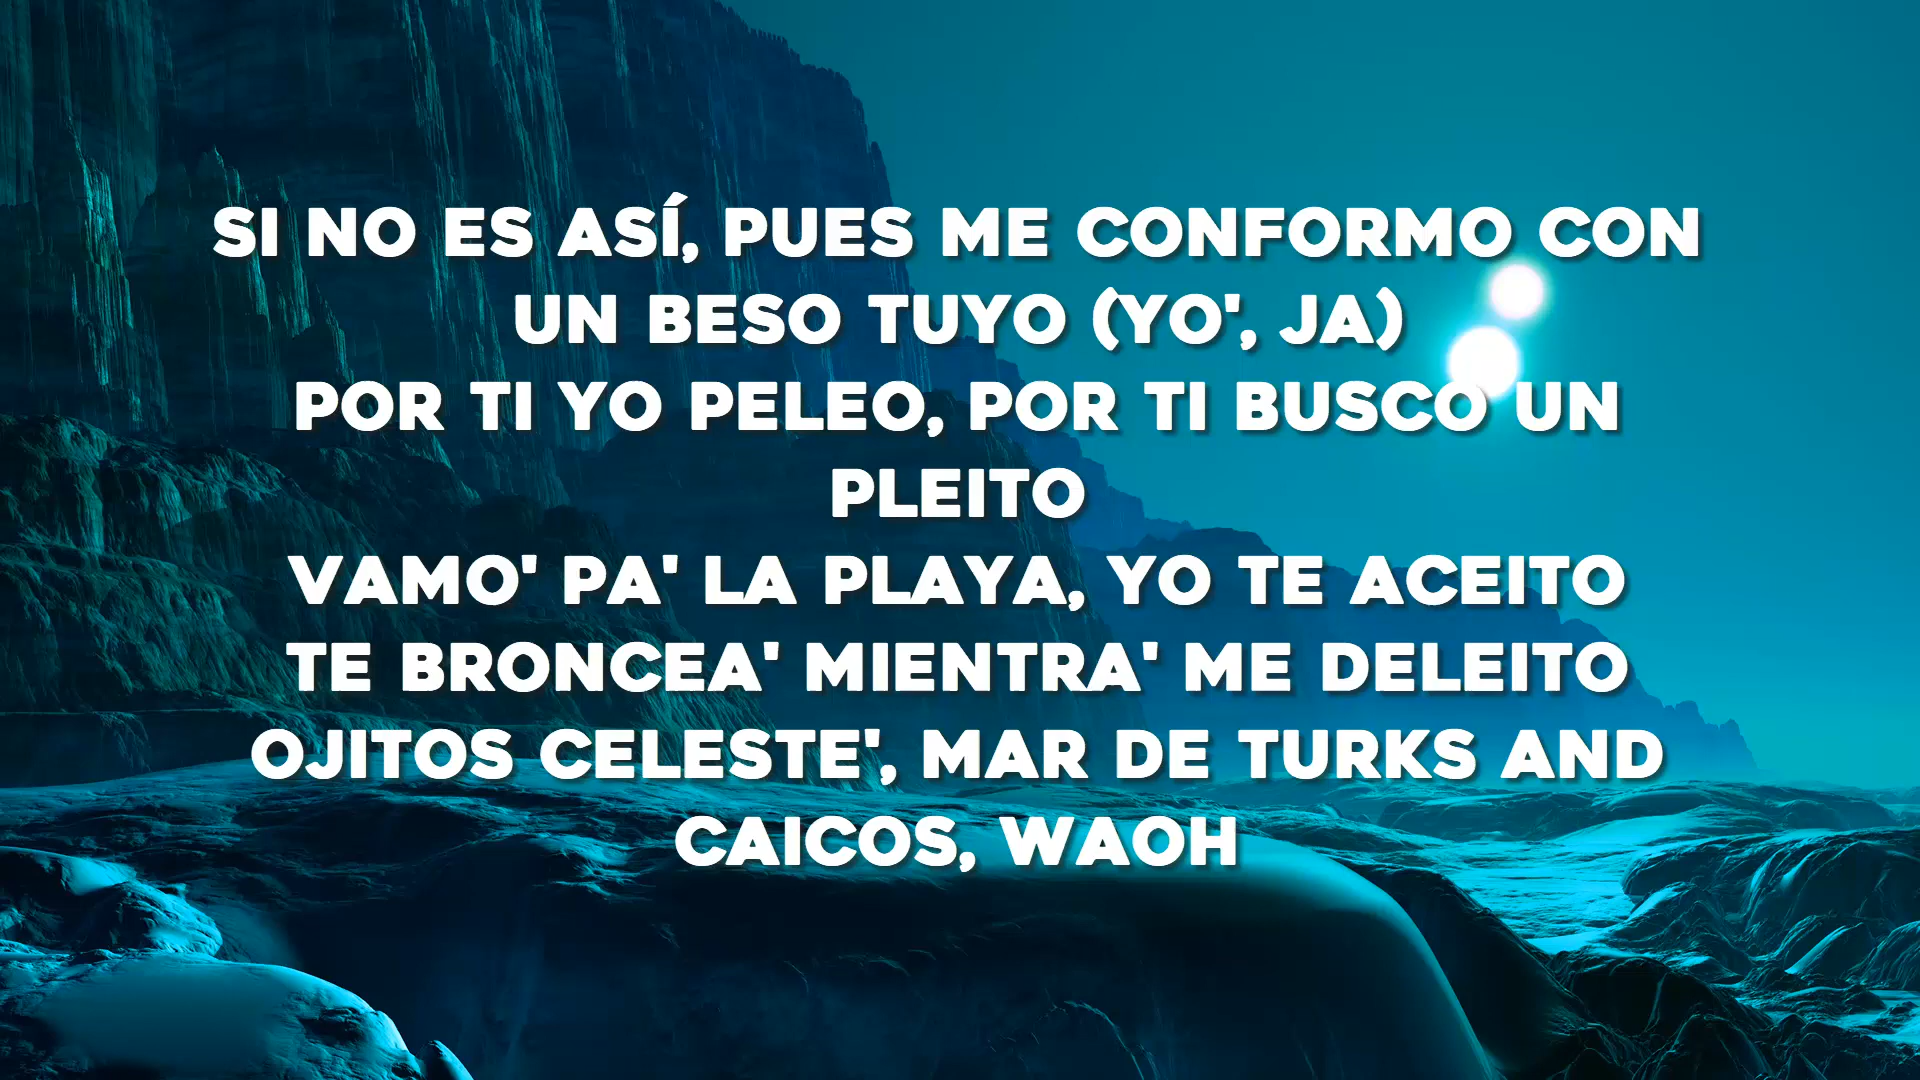 SI NO ES ASÍ, PUES ME CONFORMO CON
UN BESO TUYO (YO', JA)
POR TI YO PELEO, POR TI BUSCO UN
PLEITO
VAMO' PA' LA PLAYA, YO TE ACEITO
TE BRONCEA' MIENTRA' ME DELEITO
OJITOS CELESTE', MAR DE TURKS AND
CAICOS, WAOH